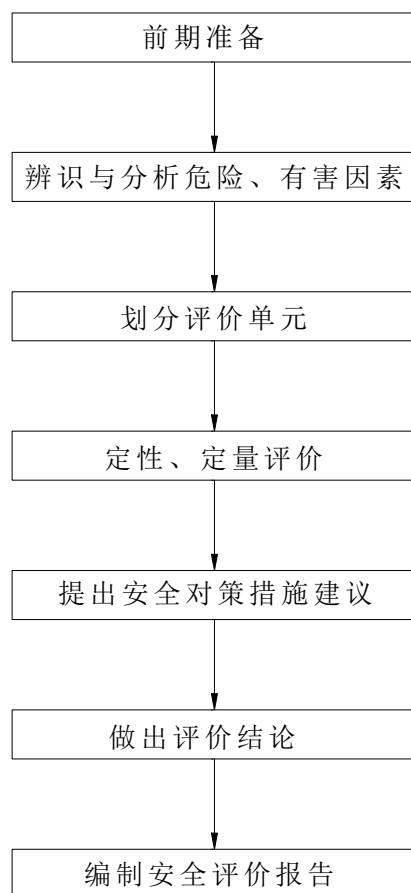 前期准备
辨识与分析危险、有害因素
划分评价单元
定性、定量评价
提出安全对策措施建议
做出评价结论
编制安全评价报告